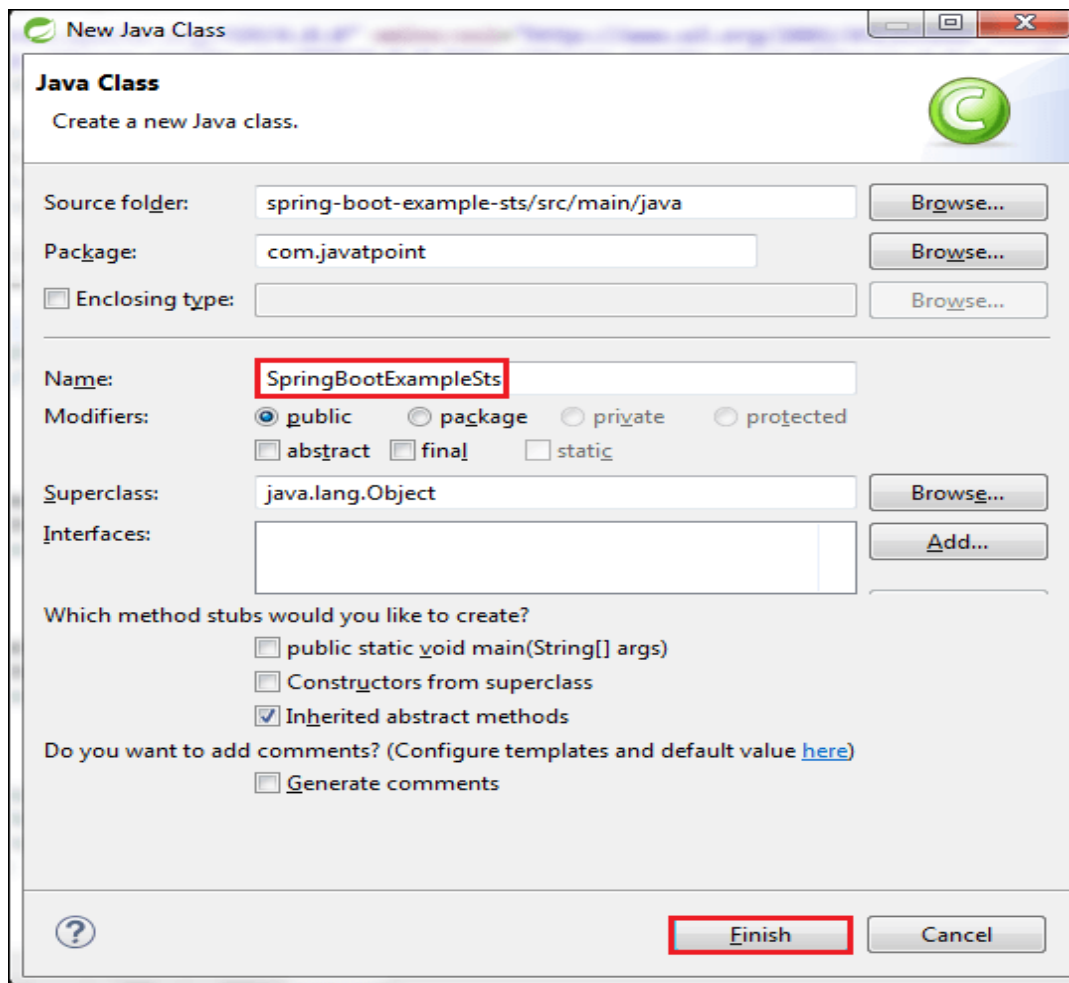 New Java Class
Java Class
Create a new Java class.
Source folder: spring-boot-example-sts/src/main/java Browse...
Package: com.javatpoint Browse...
Enclosing type: Browse...
Name: SpringBootExampleSts
Modifiers: public package private protected
abstract final static
Superclass: java.lang.Object Browse...
Interfaces: Add...
Which method stubs would you like to create?
public static void main(String[] args)
Constructors from superclass
Inherited abstract methods
Do you want to add comments? (Configure templates and default value here)
Generate comments
? Finish Cancel